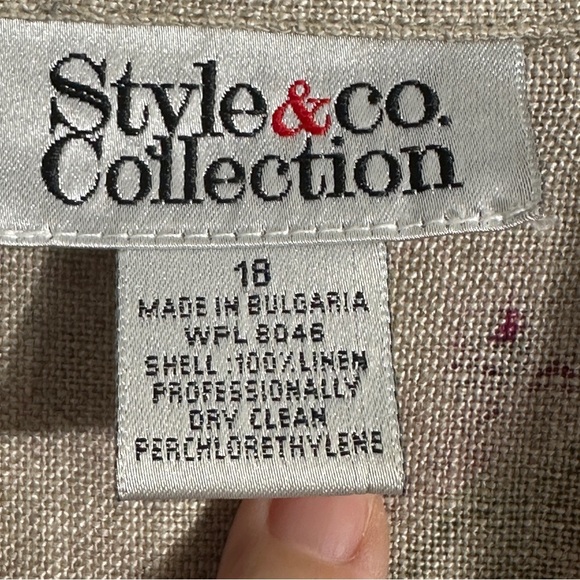 Style&co.
Collection
18
MADE IN BULGARIA
WPL 8046
SHELL :100%LINEN
PROFESSIONALLY
DRY CLEAN
PERCHLORETHYLENE